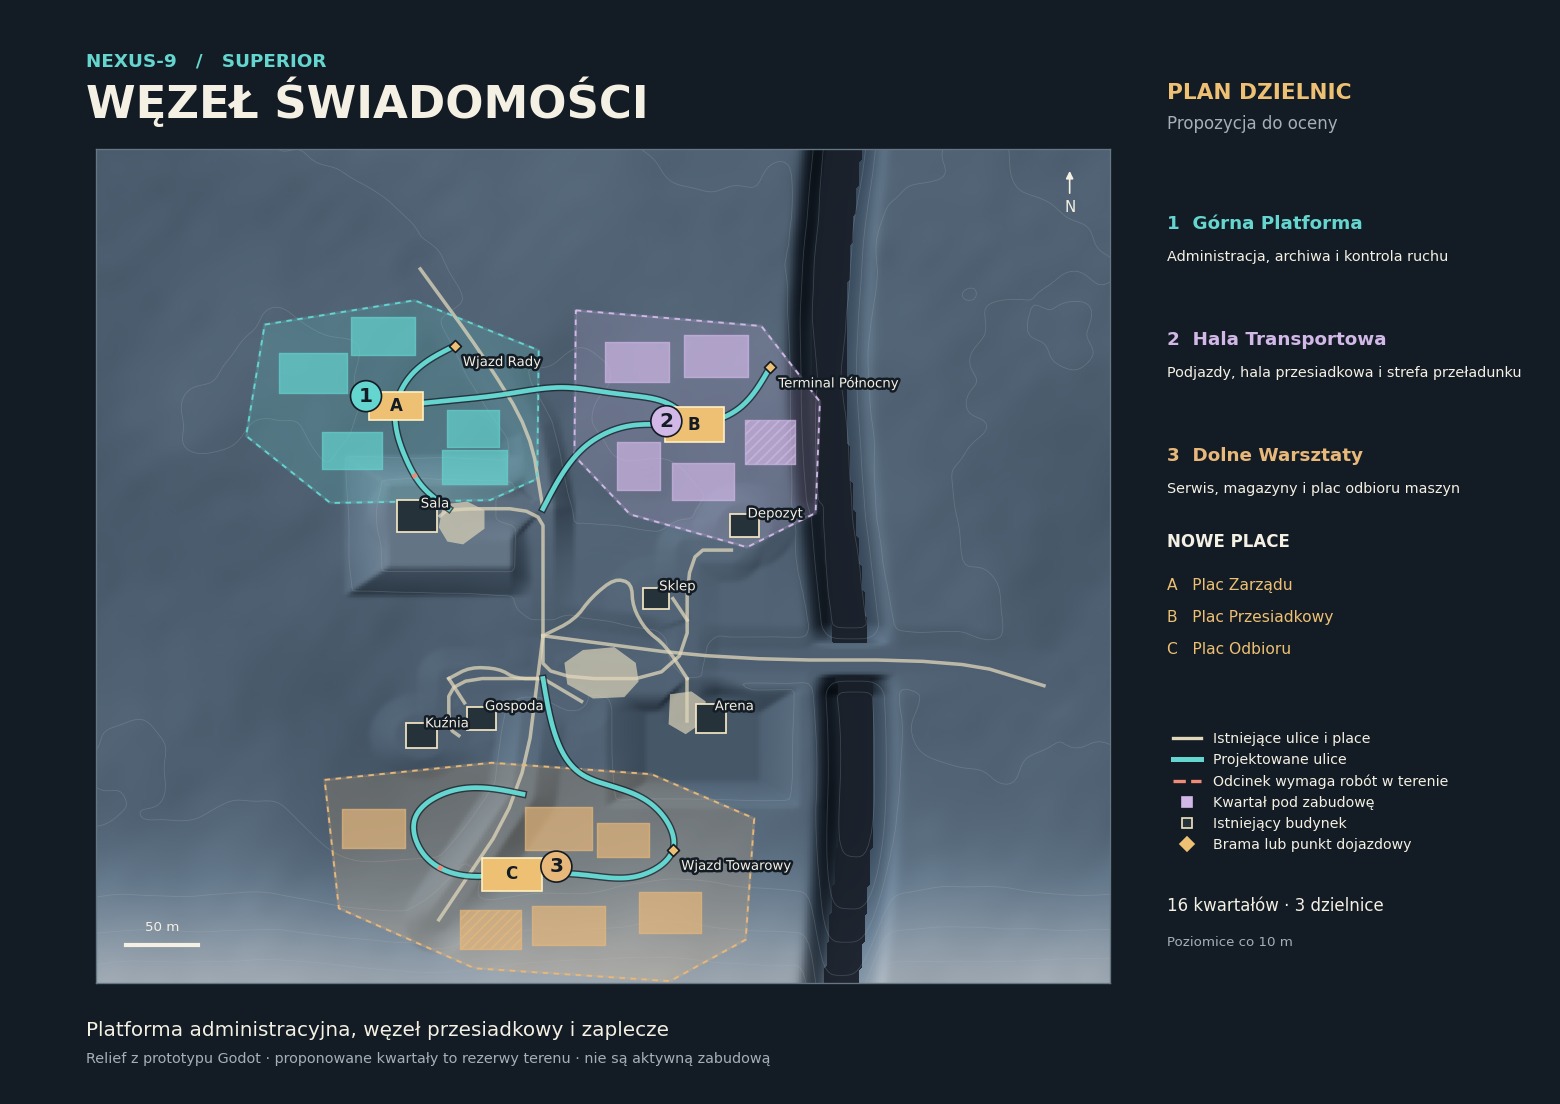 NEXUS-9 / SUPERIOR
WĘZEŁ ŚWIADOMOŚCI
PLAN DZIELNIC
Propozycja do oceny
N
1 Górna Platforma
Administracja, archiwa i kontrola ruchu
2 Hala Transportowa
Podjazdy, hala przesiadkowa i strefa przeładunku
3 Dolne Warsztaty
Serwis, magazyny i plac odbioru maszyn
NOWE PLACE
A Plac Zarządu
B Plac Przesiadkowy
C Plac Odbioru
Istniejące ulice i place
Projektowane ulice
Odcinek wymaga robót w terenie
Kwartał pod zabudowę
Istniejący budynek
Brama lub punkt dojazdowy
16 kwartałów · 3 dzielnice
Poziomice co 10 m
Wjazd Rady
Terminal Północny
1
A
2
B
Sala
Depozyt
Sklep
Gospoda
Arena
Kuźnia
Wjazd Towarowy
C
3
50 m
Platforma administracyjna, węzeł przesiadkowy i zaplecze
Relief z prototypu Godot · proponowane kwartały to rezerwy terenu · nie są aktywną zabudową